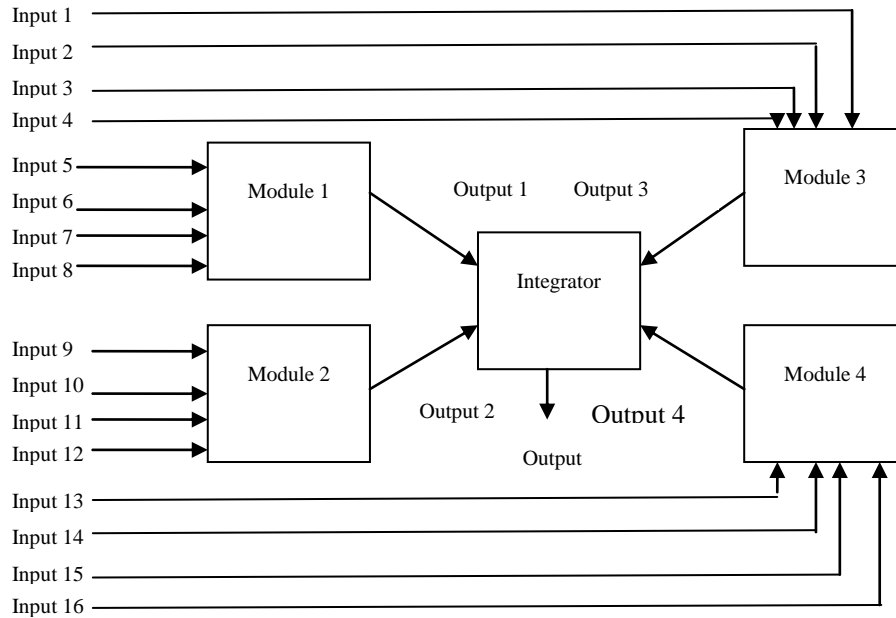 Input 1
Input 2
Input 3
Input 4
Input 5
Input 6
Input 7
Input 8
Module 1
Output 1
Output 3
Module 3
Integrator
Input 9
Input 10
Input 11
Input 12
Module 2
Module 4
Output 2
Output 4
Output
Input 13
Input 14
Input 15
Input 16